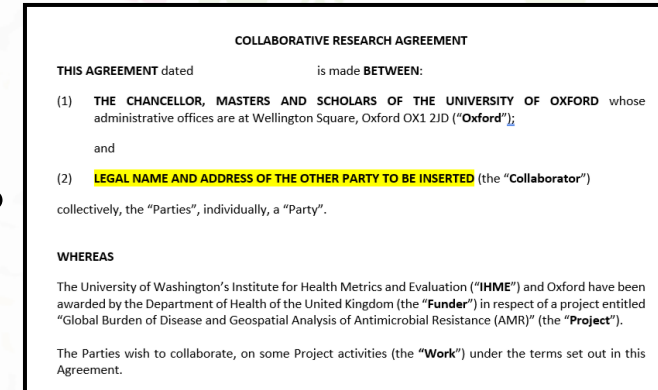 COLLABORATIVE RESEARCH AGREEMENT
THIS AGREEMENT dated is made BETWEEN:
(1) THE CHANCELLOR, MASTERS AND SCHOLARS OF THE UNIVERSITY OF OXFORD whose
administrative offices are at Wellington Square, Oxford OX1 2JD (“Oxford”);
and
(2) LEGAL NAME AND ADDRESS OF THE OTHER PARTY TO BE INSERTED (the “Collaborator”)
collectively, the “Parties”, individually, a “Party”.
WHEREAS
The University of Washington’s Institute for Health Metrics and Evaluation (“IHME”) and Oxford have been
awarded by the Department of Health of the United Kingdom (the “Funder”) in respect of a project entitled
“Global Burden of Disease and Geospatial Analysis of Antimicrobial Resistance (AMR)” (the “Project”).
The Parties wish to collaborate, on some Project activities (the “Work”) under the terms set out in this
Agreement.